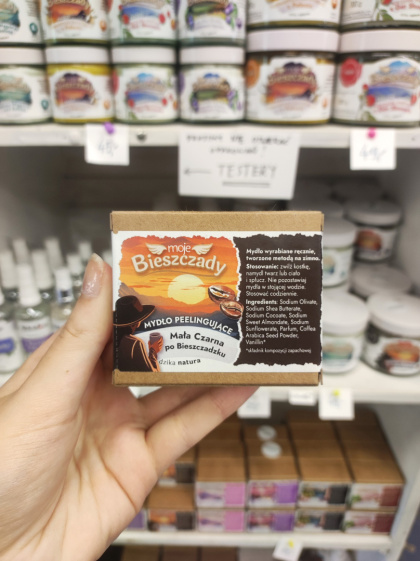 TESTERY
moje
Bieszczady
MYDŁO PEELINGUJĄCE
Mała Czarna
po Bieszczadzku
dzika natura
Mydło wyrabiane ręcznie,
tworzone metodą na zimno.
Stosowanie: zwilż kostkę,
namydl twarz lub ciało
i spłucz. Nie pozostawiaj
mydła w stojącej wodzie.
Stosować codziennie.
Ingredients: Sodium Olivate,
Sodium Shea Butterate,
Sodium Cocoate, Sodium
Sweet Almondate, Sodium
Sunflowerate, Parfum, Coffea
Arabica Seed Powder,
Vanillin*
*składnik kompozycji zapachowej